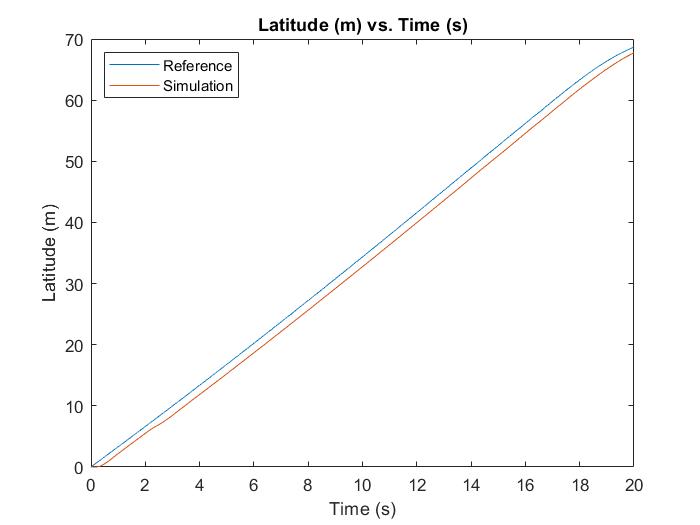 Latitude (m) vs. Time (s)
Reference
Simulation
Latitude (m)
70
60
50
40
30
20
10
0
0 2 4 6 8 10 12 14 16 18 20
Time (s)